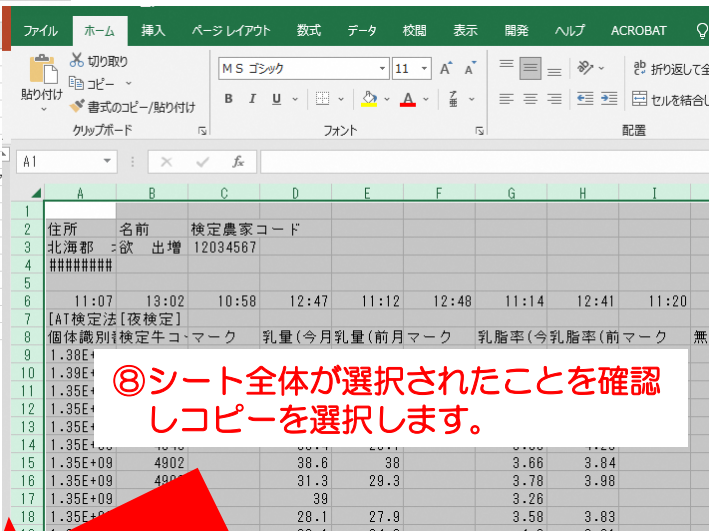 ファイル ホーム 挿入 ページ レイアウト 数式 データ 校閲 表示 開発 ヘルプ ACROBAT
切り取り
コピー
書式のコピー/貼り付け
貼り付け
クリップボード
ＭＳ ゴシック 11 A A
B I U A
フォント
折り返して全
セルを結合し
配置
A1 fx
A B C D E F G H I
1
2 住所 名前 検定農家コード
3 北海郡 欲 出増 12034567
4 #########
5
6 11:07 13:02 10:58 12:47 11:12 12:48 11:14 12:41 11:20
7 [AT検定法[夜検定]
8 個体識別 検定牛コ マーク 乳量(今月 乳量(前月 マーク 乳脂率(今 乳脂率(前 マーク 無
9 1.38E+
10 1.39E+
11 1.35E+
12 1.35E+
13 1.35E+
⑧シート全体が選択されたことを確認
しコピーを選択します。
14 1.35E+09
15 1.35E+09 4902 38.6 38 3.66 3.84
16 1.35E+09 31.3 29.3 3.78 3.98
17 1.35E+09 39 3.26
18 1.35E+ 28.1 27.9 3.58 3.83